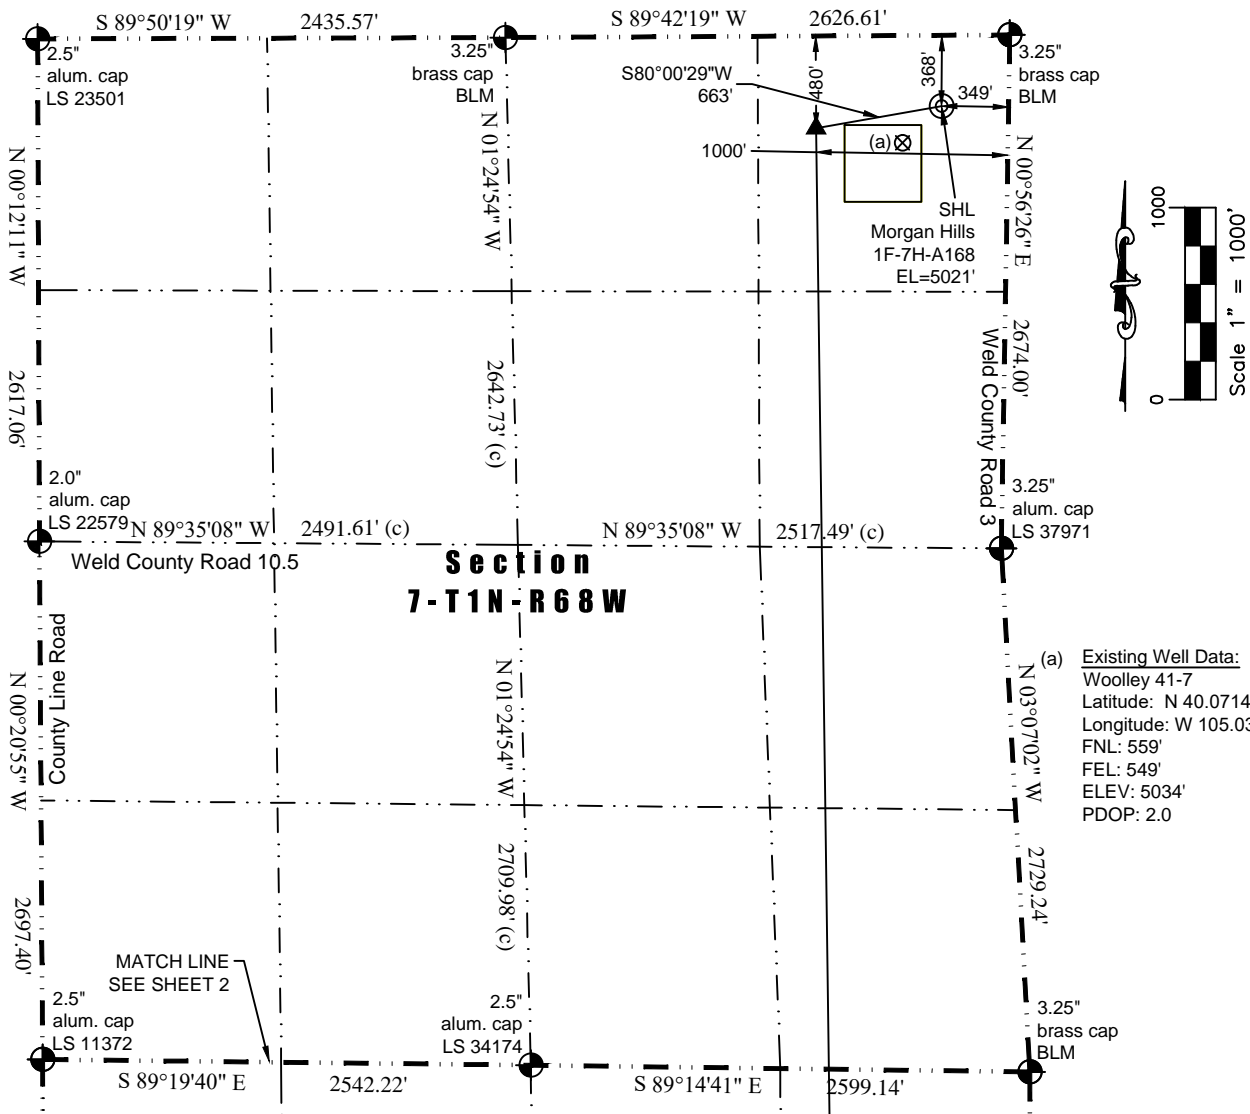 S 89°50'19" W 2435.57'
S 89°42'19" W 2626.61'
2.5"
alum. cap
LS 23501
3.25"
brass cap
BLM
S80°00'29"W
663'
480'
368'
349'
3.25"
brass cap
BLM
(a)
1000'
N 00°12'11" W
2617.06'
N 01°24'54" W
2642.73' (c)
SHL
Morgan Hills
1F-7H-A168
EL=5021'
N 00°56'26" E
2674.00'
Weld County Road 3
1000
0
Scale 1" = 1000'
2.0"
alum. cap
LS 22579
N 89°35'08" W 2491.61' (c)
N 89°35'08" W 2517.49' (c)
3.25"
alum. cap
LS 37971
Weld County Road 10.5
Section
7-T1N-R68W
County Line Road
N 00°20'55" W
2697.40'
N 01°24'54" W
2709.98' (c)
N 03°07'02" W
2729.24'
(a) Existing Well Data:
Woolley 41-7
Latitude: N 40.0714
Longitude: W 105.03
FNL: 559'
FEL: 549'
ELEV: 5034'
PDOP: 2.0
MATCH LINE
SEE SHEET 2
2.5"
alum. cap
LS 11372
2.5"
alum. cap
LS 34174
3.25"
brass cap
BLM
S 89°19'40" E 2542.22'
S 89°14'41" E 2599.14'